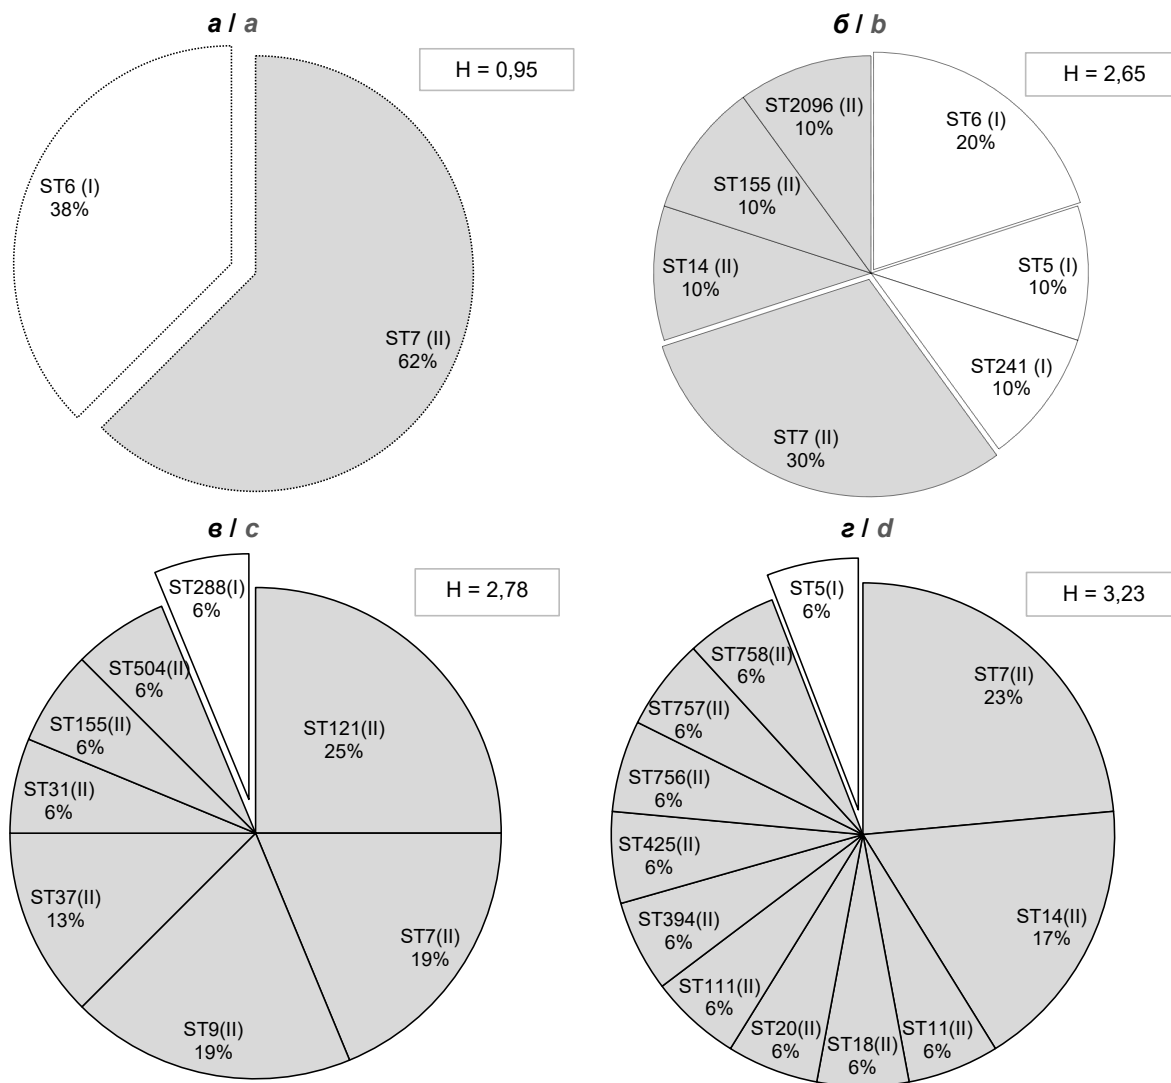 а / a
H = 0,95
ST6 (I)
38%
ST7 (II)
62%
б / b
H = 2,65
ST2096 (II)
10%
ST6 (I)
20%
ST155 (II)
10%
ST14 (II)
10%
ST5 (I)
10%
ST241 (I)
10%
ST7 (II)
30%
в / c
H = 2,78
ST288(I)
6%
ST504(II)
6%
ST121(II)
25%
ST155(II)
6%
ST31(II)
6%
ST37(II)
13%
ST7(II)
19%
ST9(II)
19%
г / d
H = 3,23
ST5(I)
6%
ST758(II)
6%
ST7(II)
23%
ST757(II)
6%
ST756(II)
6%
ST425(II)
6%
ST394(II)
6%
ST14(II)
17%
ST111(II)
6%
ST20(II)
6%
ST18(II)
6%
ST11(II)
6%